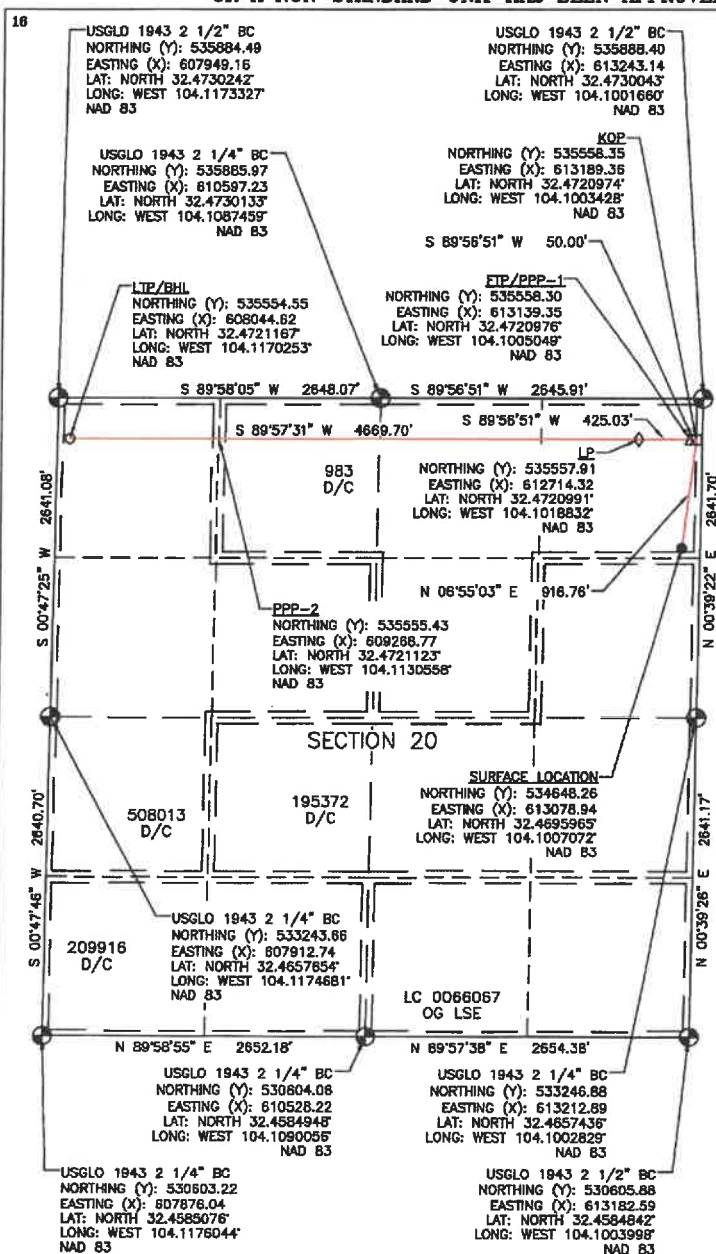 16
USGLO 1943 2 1/2" BC
NORTHING (Y): 535884.49
EASTING (X): 607949.16
LAT: NORTH 32.4730242°
LONG: WEST 104.1173327°
NAD 83
USGLO 1943 2 1/2" BC
NORTHING (Y): 535888.40
EASTING (X): 613243.14
LAT: NORTH 32.4730043°
LONG: WEST 104.1001660°
NAD 83
USGLO 1943 2 1/4" BC
NORTHING (Y): 535885.97
EASTING (X): 610597.23
LAT: NORTH 32.4730133°
LONG: WEST 104.1087459°
NAD 83
KOP
NORTHING (Y): 535558.35
EASTING (X): 613189.36
LAT: NORTH 32.4720974°
LONG: WEST 104.1003428°
NAD 83
S 89°56'51" W 50.00'
LTP/BHL
NORTHING (Y): 535554.55
EASTING (X): 608044.62
LAT: NORTH 32.4721167°
LONG: WEST 104.1170253°
NAD 83
FTP/PPP-1
NORTHING (Y): 535558.30
EASTING (X): 613139.35
LAT: NORTH 32.4720976°
LONG: WEST 104.1005049°
NAD 83
S 89°58'05" W 2648.07'
S 89°56'51" W 2645.91'
S 89°57'31" W 4669.70'
S 89°56'51" W 425.03'
983
D/C
LP
NORTHING (Y): 535557.91
EASTING (X): 612714.32
LAT: NORTH 32.4720991°
LONG: WEST 104.1018832°
NAD 83
S 00°47'25" W 2641.08'
N 00°39'22" E 2641.70'
N 06°55'03" E 916.76'
PPP-2
NORTHING (Y): 535555.43
EASTING (X): 609268.77
LAT: NORTH 32.4721123°
LONG: WEST 104.1130558°
NAD 83
SECTION 20
SURFACE LOCATION
NORTHING (Y): 534648.26
EASTING (X): 613078.94
LAT: NORTH 32.4695965°
LONG: WEST 104.1007072°
NAD 83
508013
D/C
195372
D/C
S 00°47'46" W 2640.70'
N 00°39'26" E 2641.17'
USGLO 1943 2 1/4" BC
NORTHING (Y): 533243.66
EASTING (X): 607912.74
LAT: NORTH 32.4657654°
LONG: WEST 104.1174681°
NAD 83
209916
D/C
LC 0066067
OG LSE
N 89°58'55" E 2652.18'
N 89°57'38" E 2654.38'
USGLO 1943 2 1/4" BC
NORTHING (Y): 530604.06
EASTING (X): 610528.22
LAT: NORTH 32.4584948°
LONG: WEST 104.1090056°
NAD 83
USGLO 1943 2 1/4" BC
NORTHING (Y): 533246.88
EASTING (X): 613212.89
LAT: NORTH 32.4657436°
LONG: WEST 104.1002829°
NAD 83
USGLO 1943 2 1/4" BC
NORTHING (Y): 530603.22
EASTING (X): 607876.04
LAT: NORTH 32.4585076°
LONG: WEST 104.1176044°
NAD 83
USGLO 1943 2 1/2" BC
NORTHING (Y): 530605.88
EASTING (X): 613182.59
LAT: NORTH 32.4584842°
LONG: WEST 104.1003998°
NAD 83